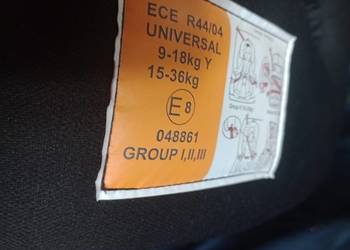 ECE R44/04
UNIVERSAL
9-18kg Y
15-36kg
E8
048861
GROUP I,II,III